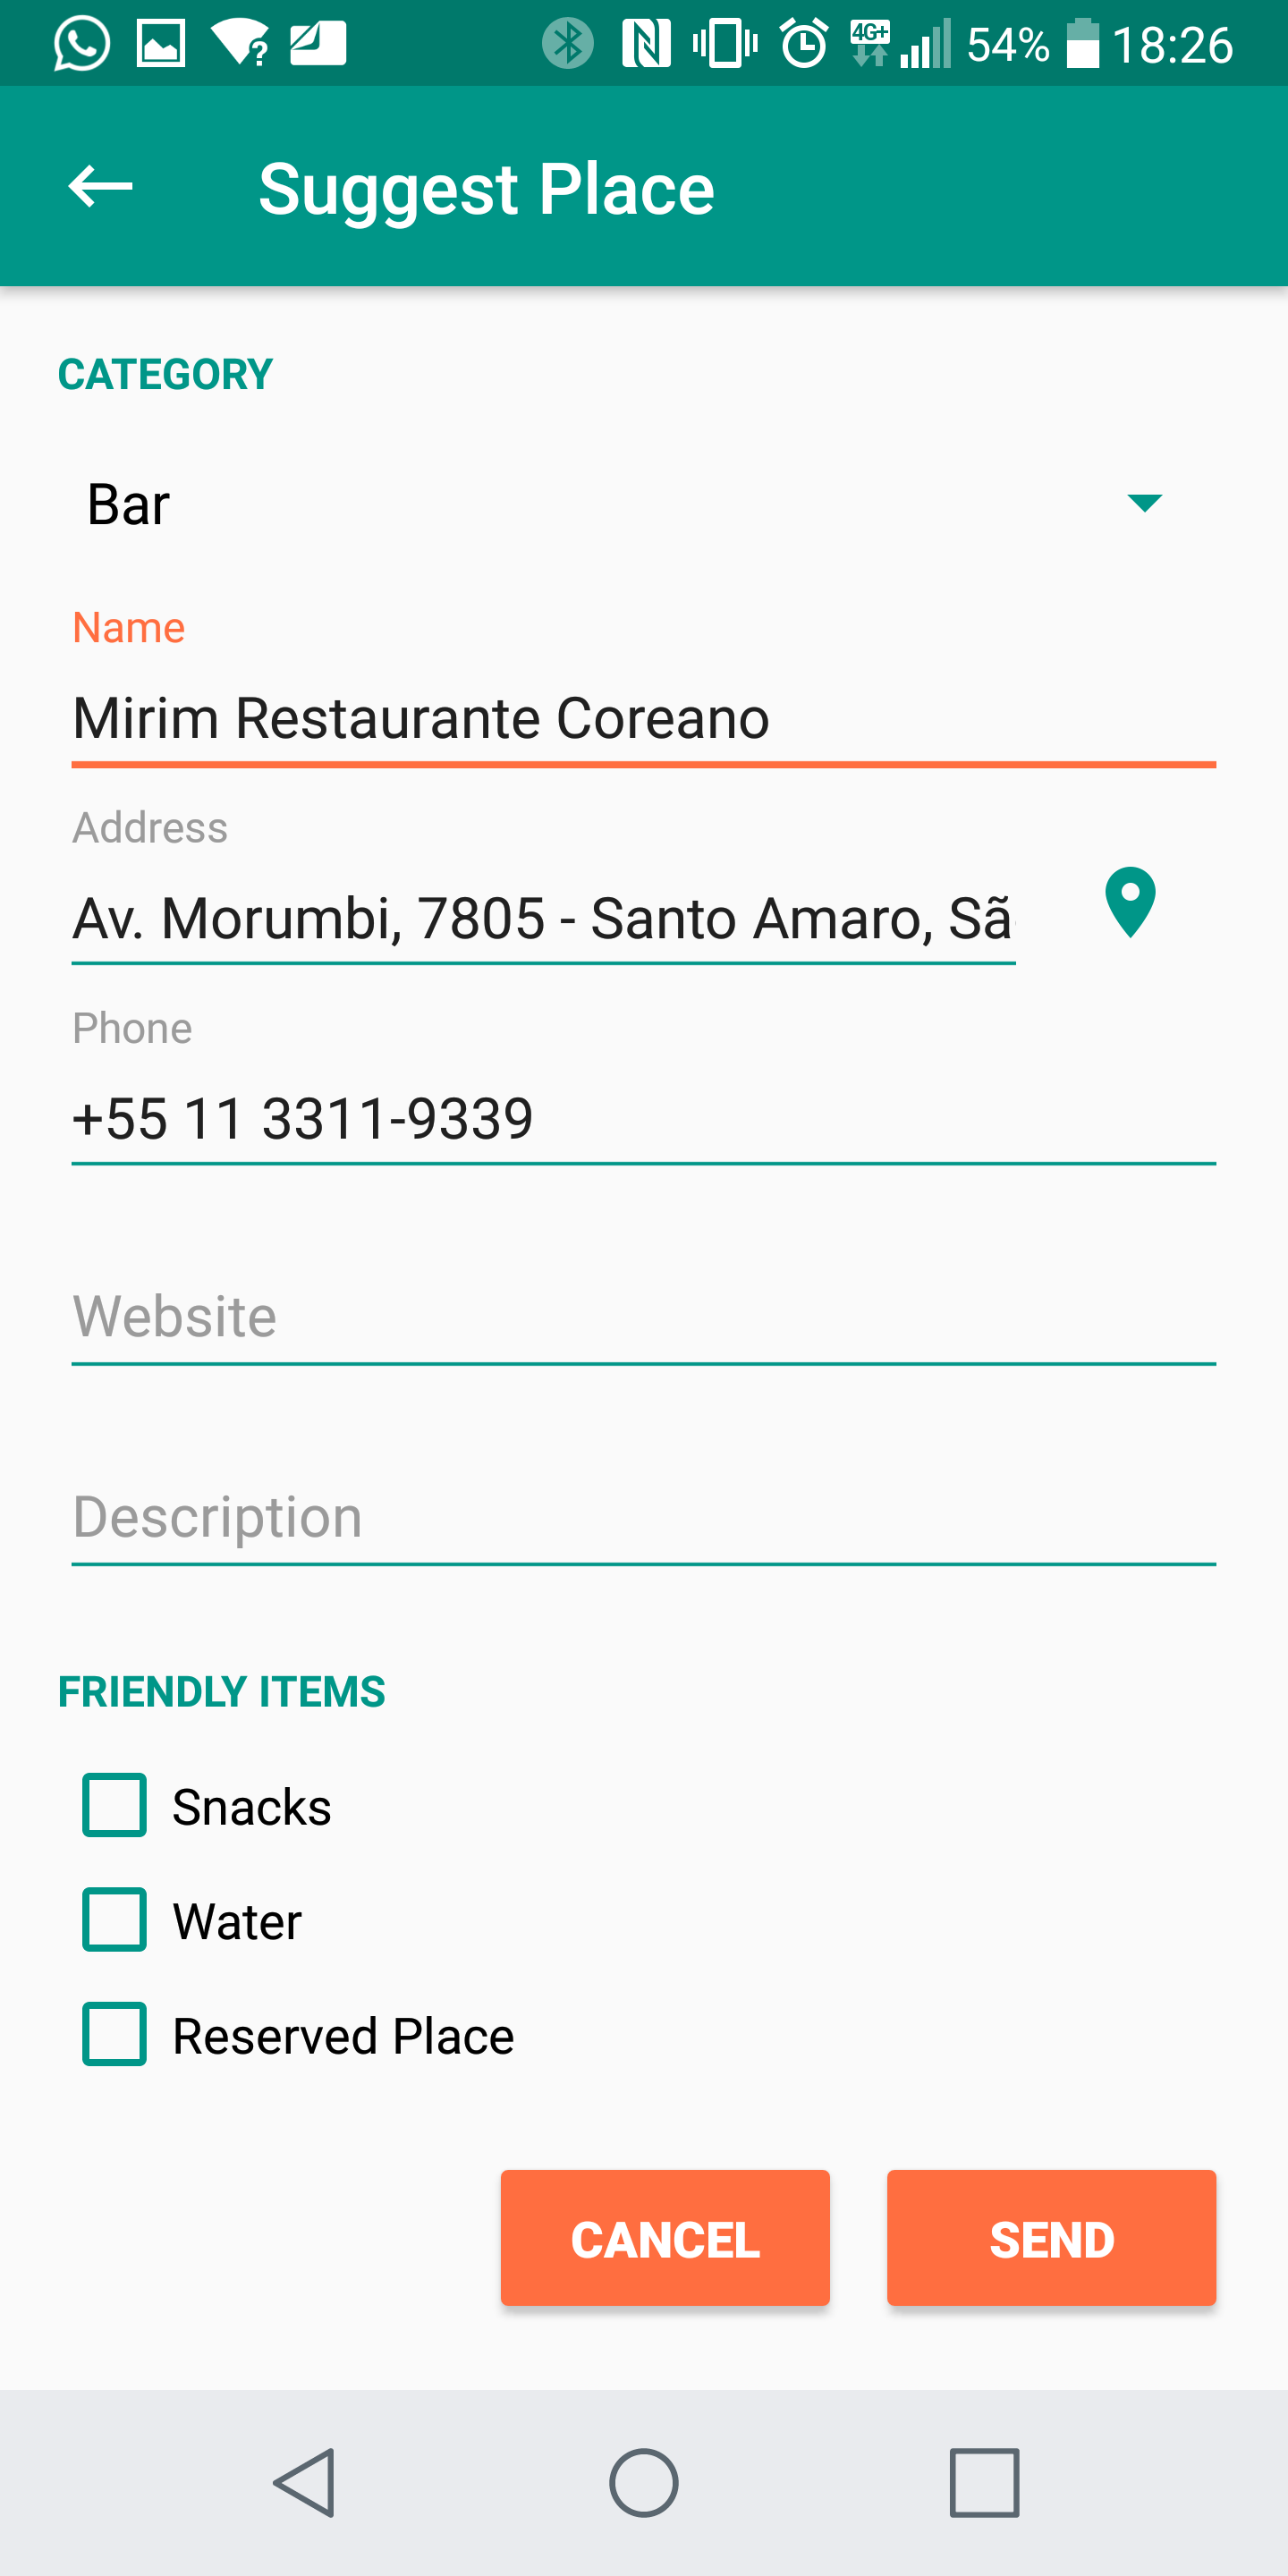 4G+ 54% 18:26
Suggest Place
CATEGORY
Bar
Name
Mirim Restaurante Coreano
Address
Av. Morumbi, 7805 - Santo Amaro, Sã
Phone
+55 11 3311-9339
Website
Description
FRIENDLY ITEMS
Snacks
Water
Reserved Place
CANCEL SEND